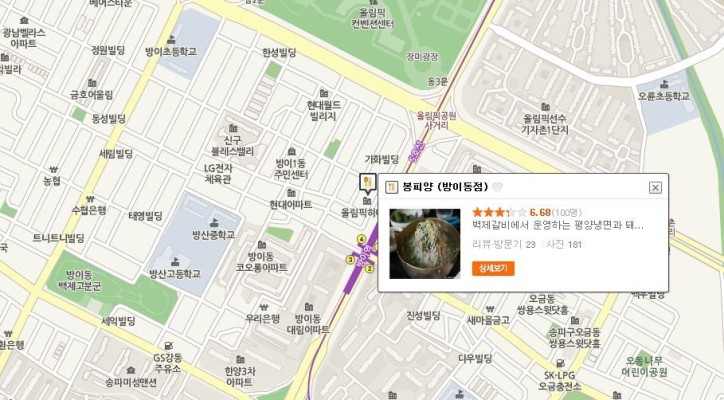 베어스타운
올림픽
컨벤션센터
광남벨라스
아파트
정원빌딩
방이초등학교
한성빌딩
장미광장
동3문
빌라
금호어울림
현대월드
빌리지
올림픽공원
사거리
올림픽선수
기자촌1단지
오륜초등학교
동성빌딩
신구
블레스밸리
세림빌딩
LG전자
체육관
방이1동
주민센터
가화빌딩
농협
수협은행
태영빌딩
현대아파트
올림픽히
트니트니빌딩
방산중학교
방이동
코오롱아파트
방산고등학교
방이동
백제고분군
4
3
2
봉피양 (방이동점)
6.68 (100명)
벽제갈비에서 운영하는 평양냉면과 돼...
리뷰·방문기 23 사진 181
상세보기
세익빌딩
우리은행
방이동
대림아파트
진성빌딩
새마을금고
오금동
쌍용스윗닷홈
송파구오금동
쌍용스윗닷홈
백우빌딩
환은행
GS강동
주유소
송파미성맨션
한양3차
아파트
다우빌딩
SK-LPG
오금충전소
오동나무
어린이공원